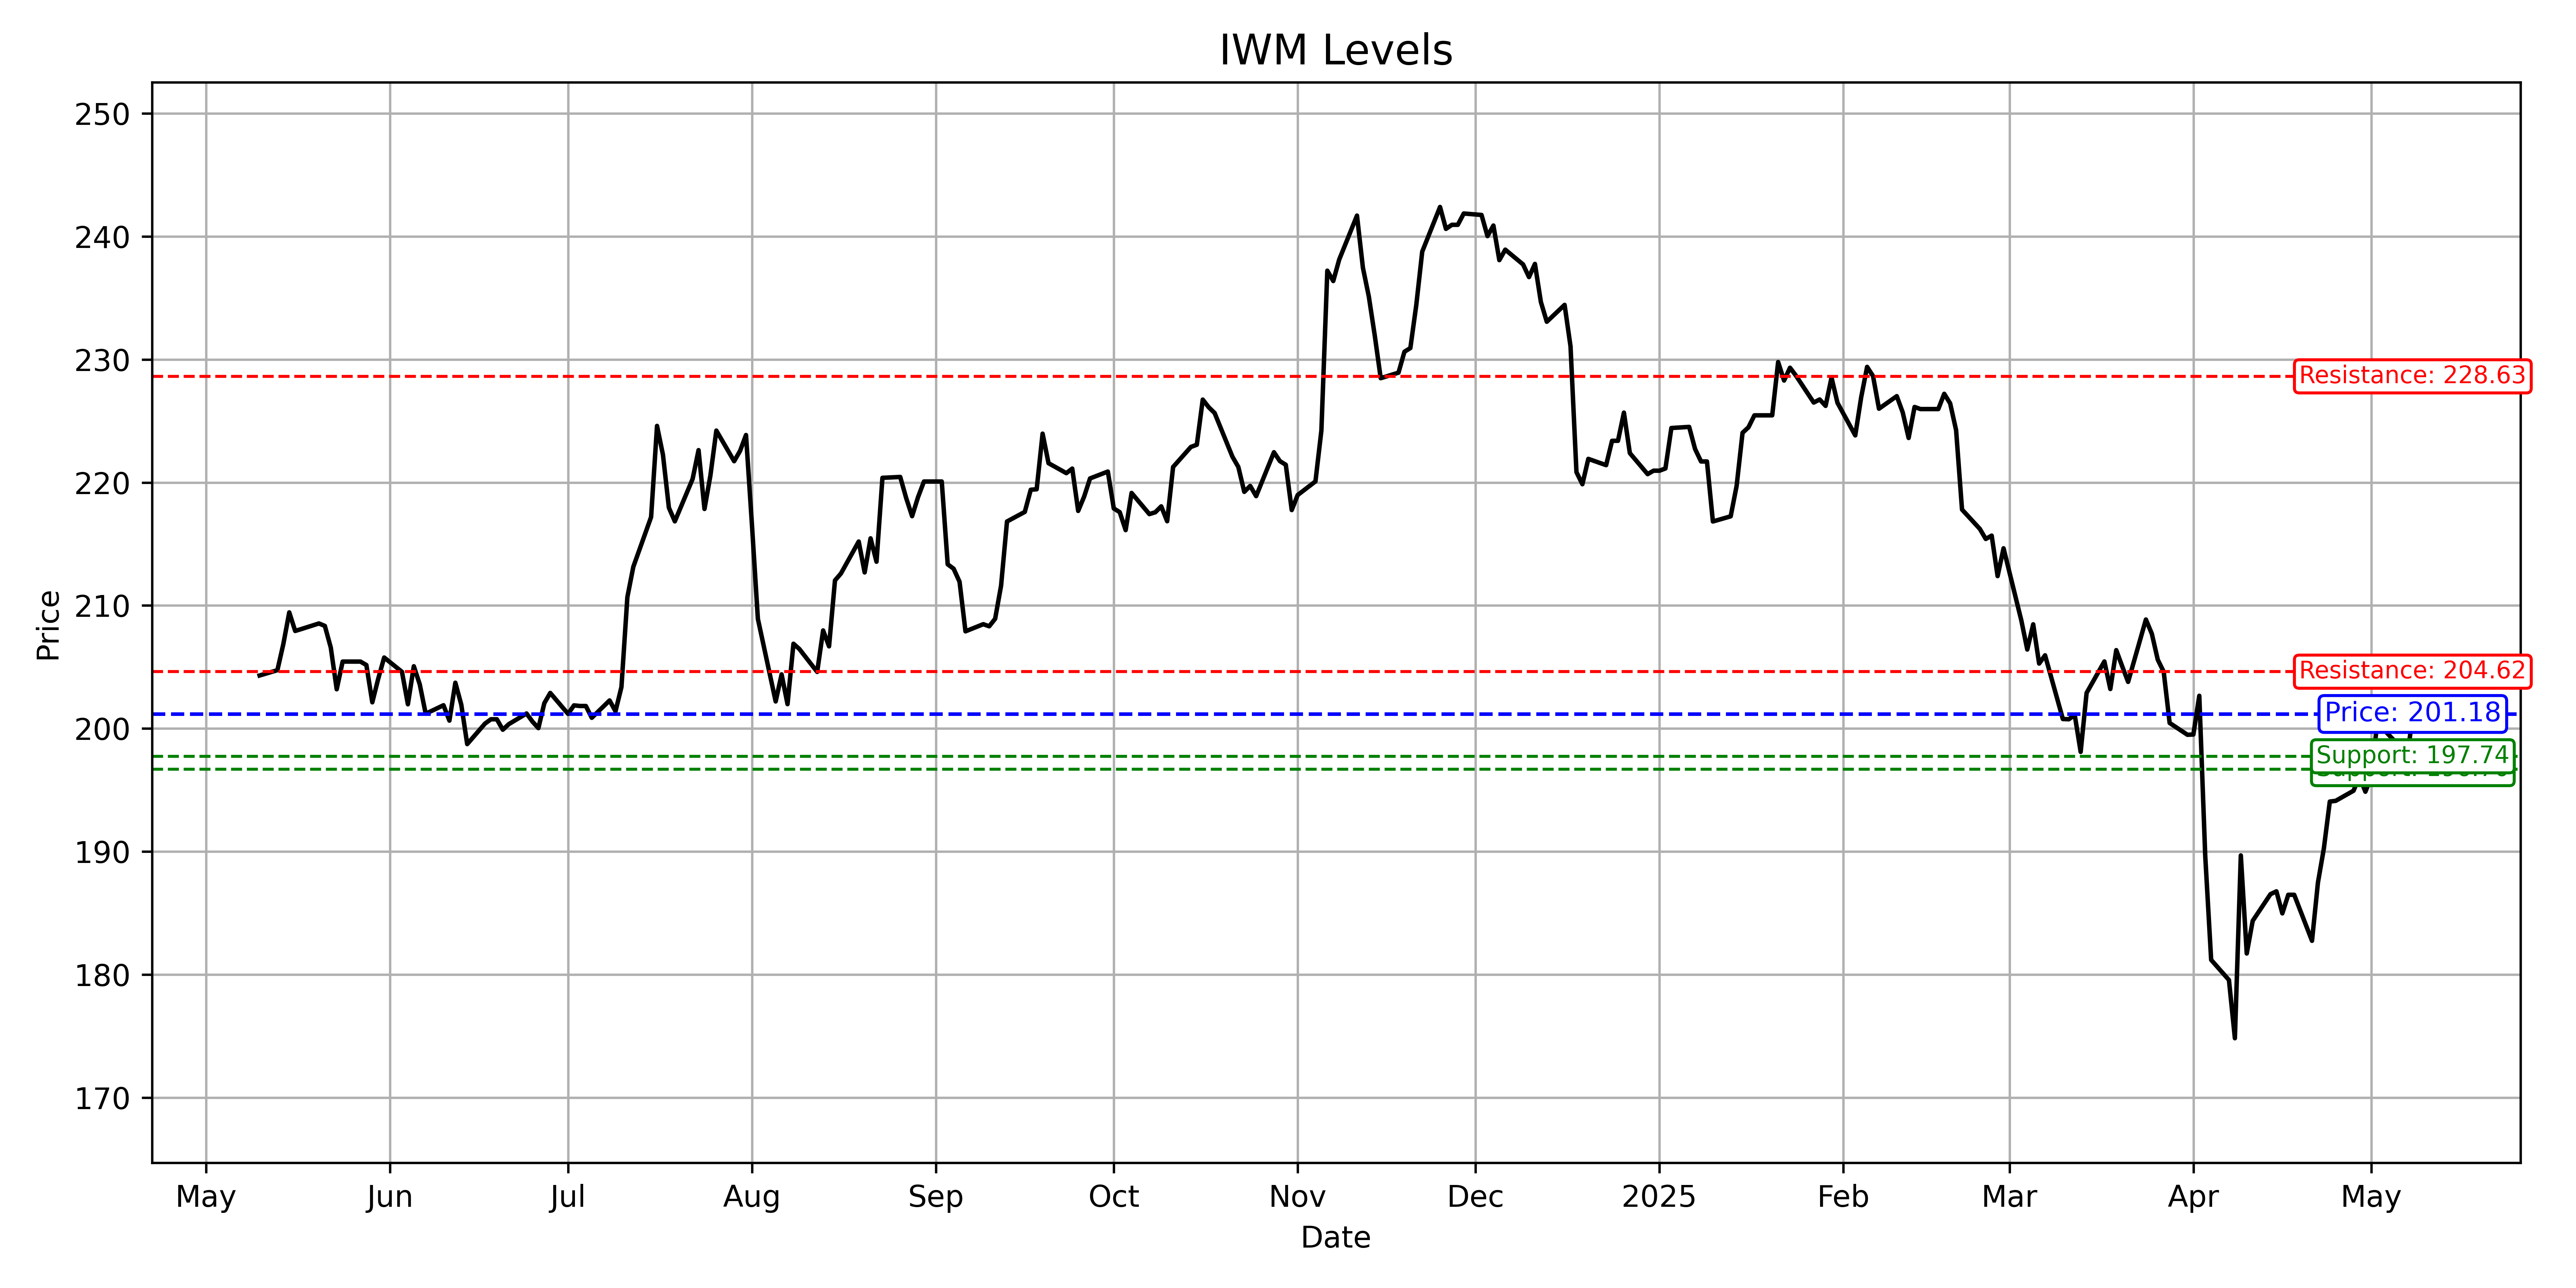 IWM Levels
250
240
230
220
210
200
190
180
170
Price
Resistance: 228.63
Resistance: 204.62
Price: 201.18
Support: 197.74
Support:
May Jun Jul Aug Sep Oct Nov Dec 2025 Feb Mar Apr May
Date